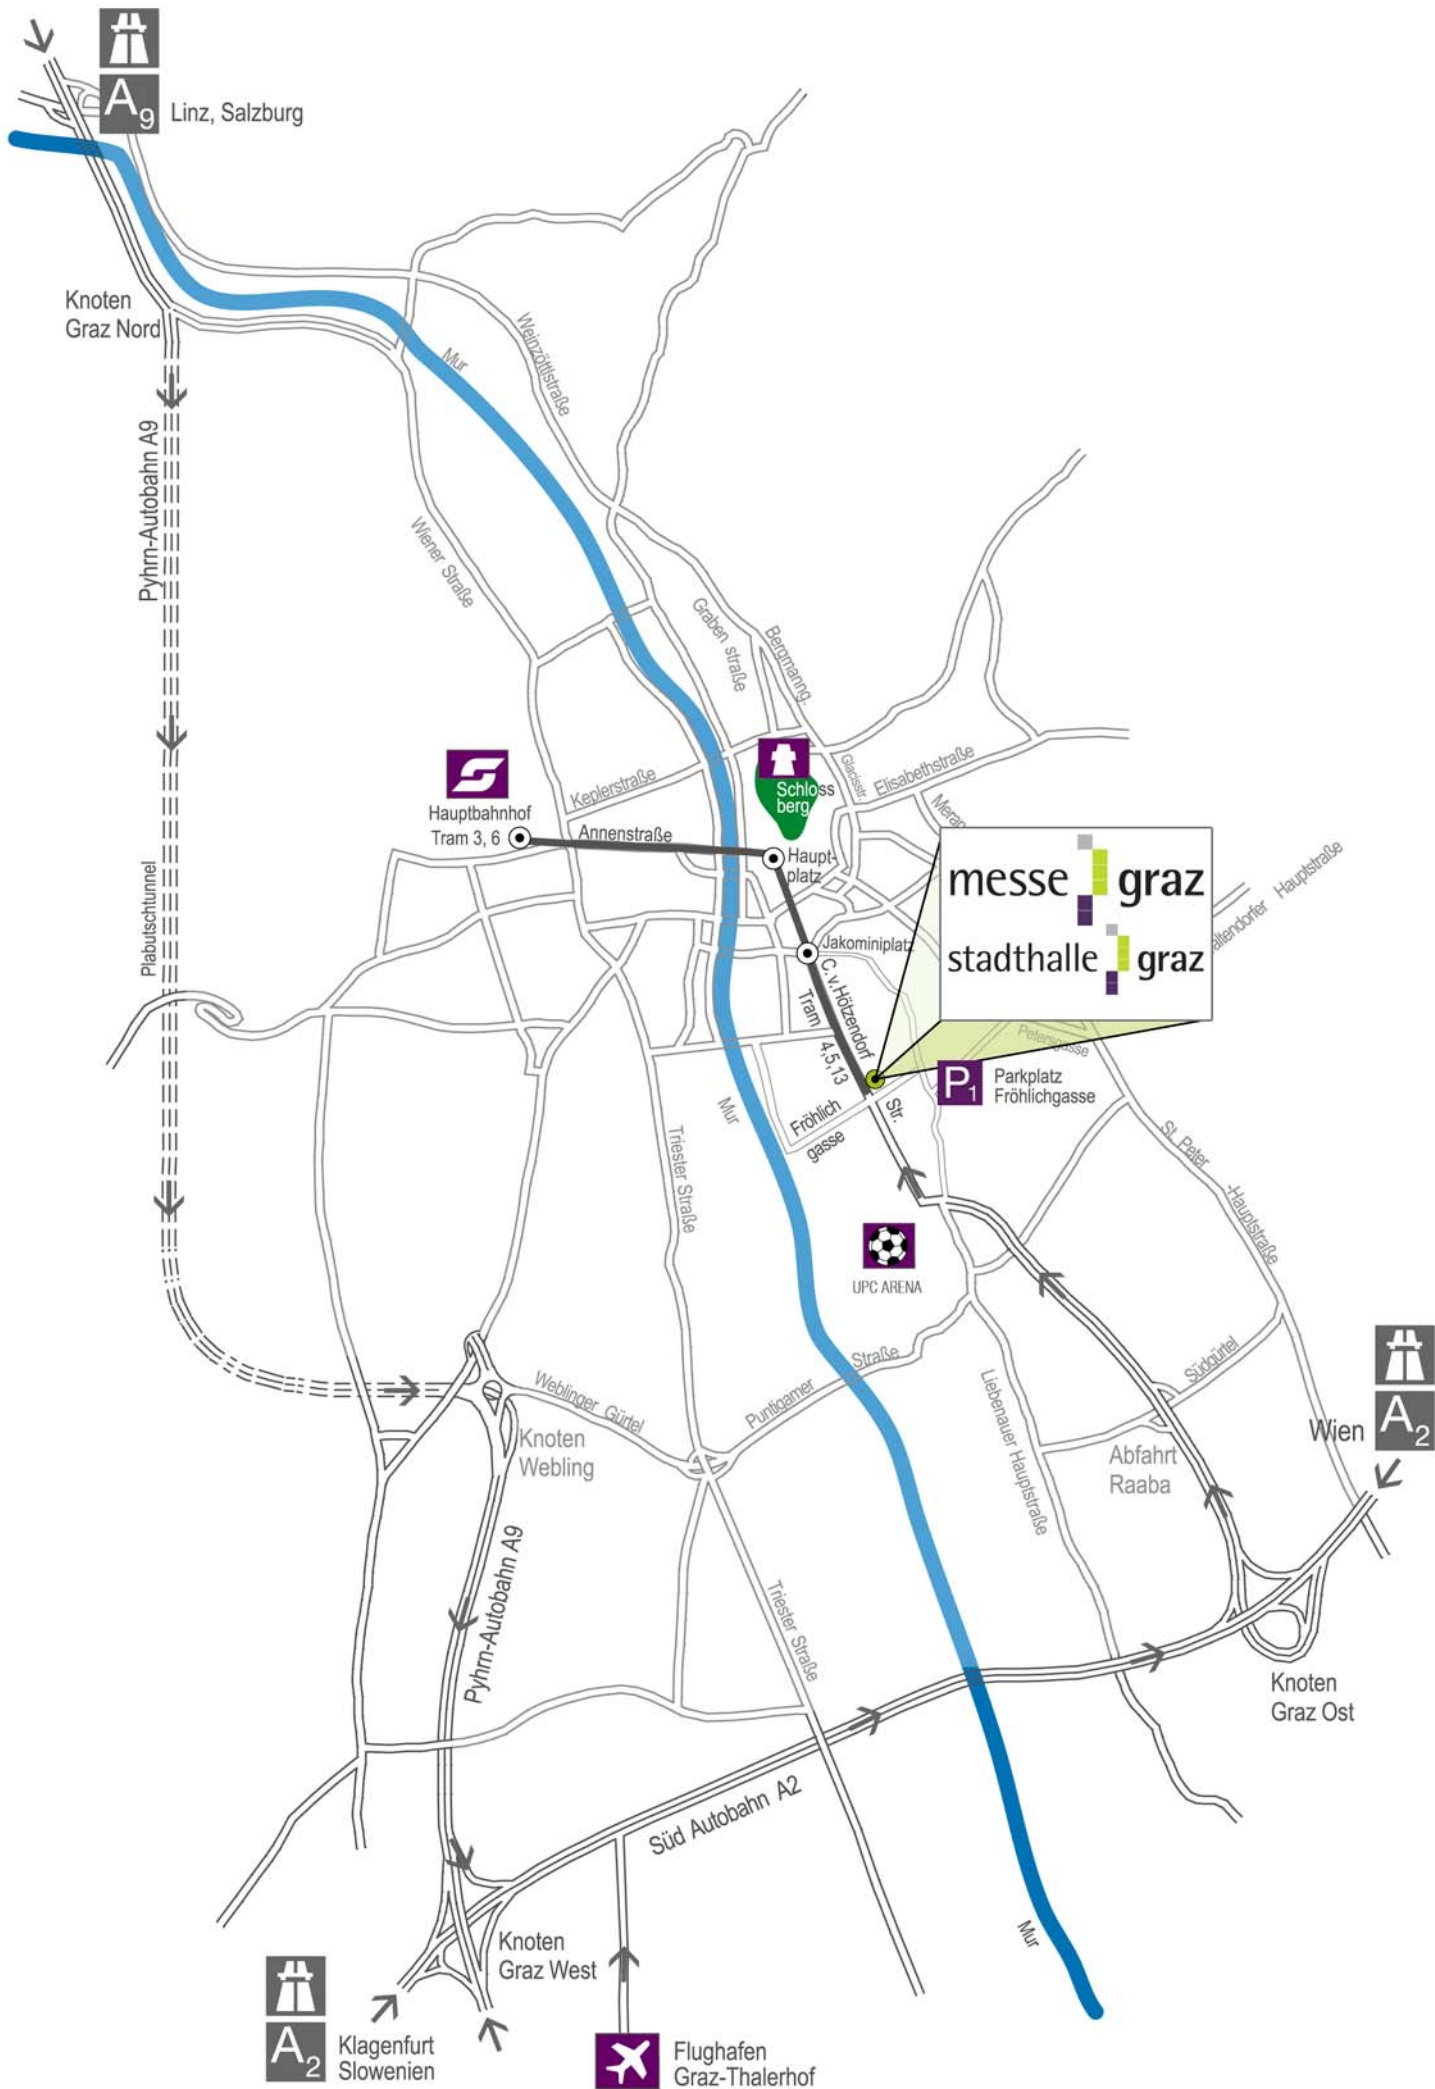 A9
Linz, Salzburg
Knoten
Graz Nord
Mur
Weinzöttlstraße
Pyhrn-Autobahn A9
Wiener Straße
Graben straße
Bergmanng.
Hauptbahnhof
Tram 3, 6
Keplerstraße
Annenstraße
Schloss
berg
Glacisstr.
Elisabethstraße
Haupt-
platz
messe graz
stadthalle graz
Hauptstraße
Plabutschtunnel
Jakominiplatz
C. v. Hötzendorf
Str.
Tram
4,5,13
Petersgasse
P1
Parkplatz
Fröhlichgasse
Fröhlich
gasse
Mur
Triester Straße
St. Peter
-Hauptstraße
UPC ARENA
Weblinger Gürtel
Puntigamer
Straße
Südgürtel
Liebenauer Hauptstraße
Wien
A2
Knoten
Webling
Abfahrt
Raaba
Pyhrn-Autobahn A9
Triester Straße
Knoten
Graz Ost
Süd Autobahn A2
Mur
Knoten
Graz West
A2
Klagenfurt
Slowenien
Flughafen
Graz-Thalerhof